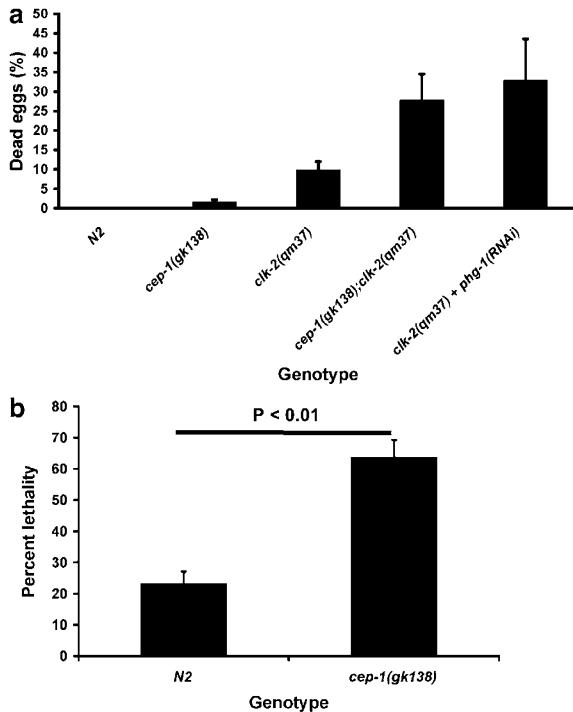 a
Dead eggs (%)
50
45
40
35
30
25
20
15
10
5
0
N2
cep-1(gk138)
clk-2(qm37)
cep-1(gk138);clk-2(qm37)
clk-2(qm37) + phg-1(RNAi)
Genotype
b
P < 0.01
Percent lethality
80
70
60
50
40
30
20
10
0
N2
cep-1(gk138)
Genotype